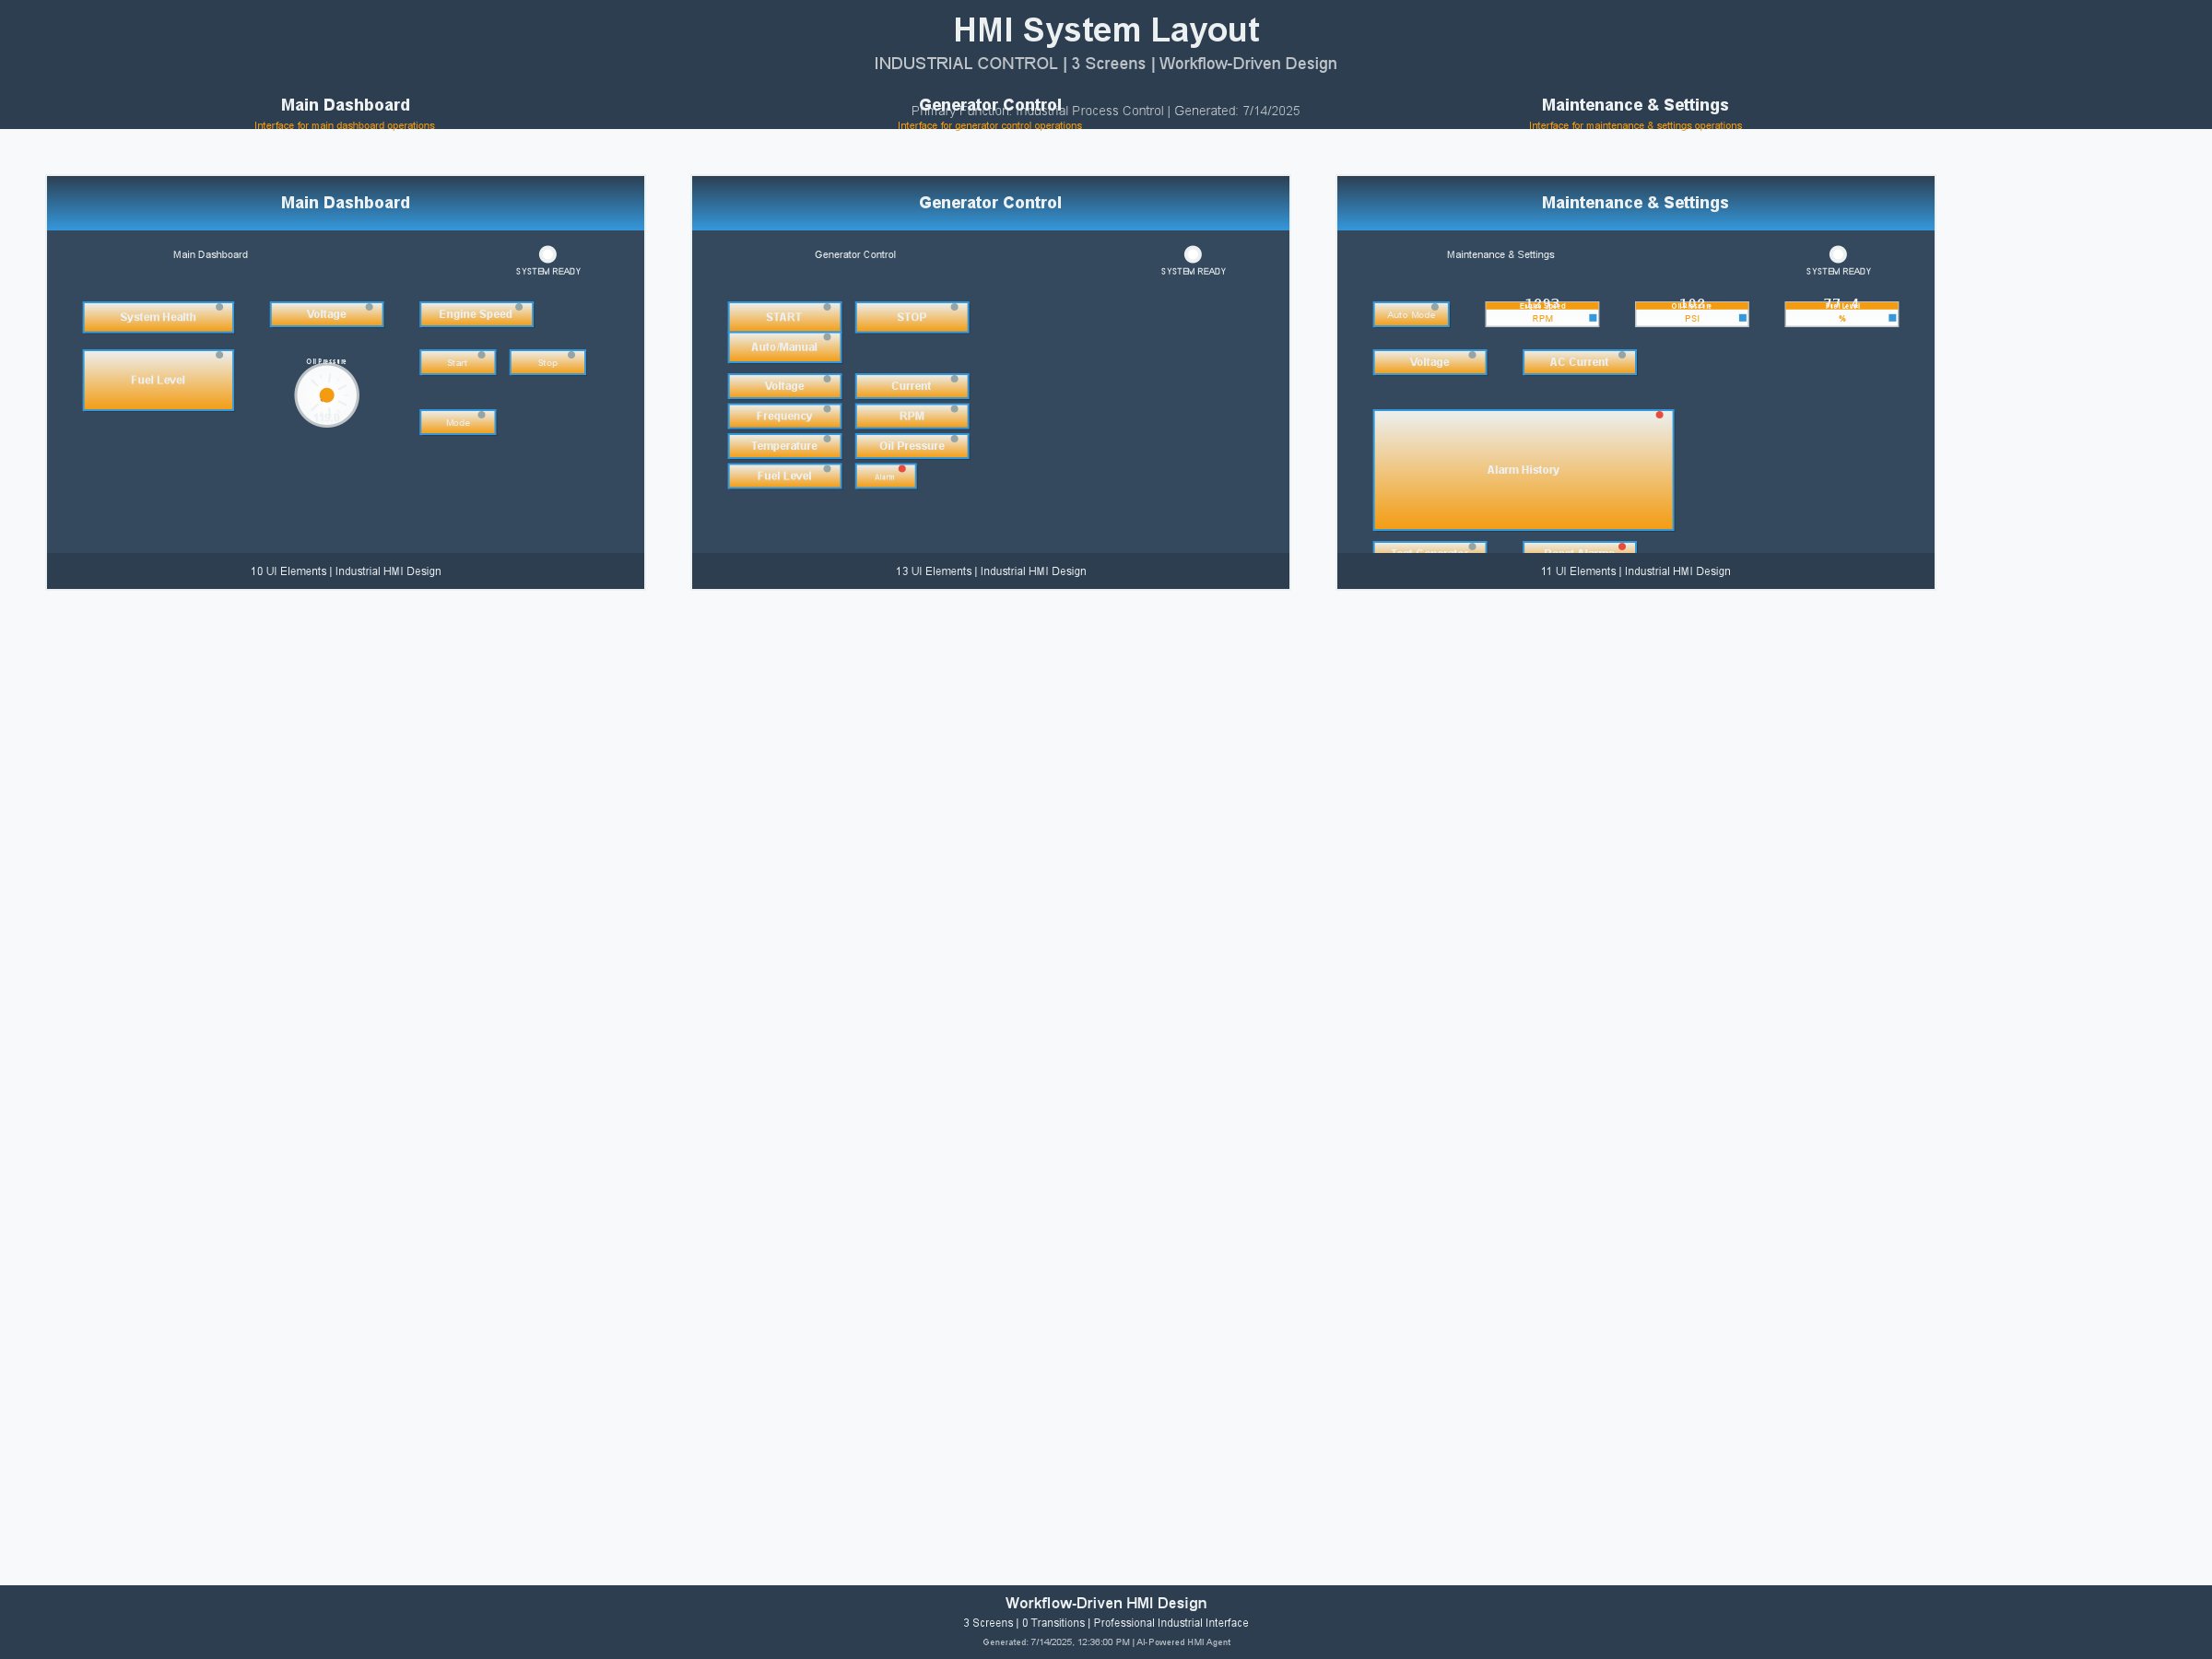 HMI System Layout
INDUSTRIAL CONTROL | 3 Screens | Workflow-Driven Design
Primary Function: Industrial Process Control | Generated: 7/14/2025
Main Dashboard
Interface for main dashboard operations
Generator Control
Interface for generator control operations
Maintenance & Settings
Interface for maintenance & settings operations
Main Dashboard
Main Dashboard
SYSTEM READY
System Health
Voltage
Engine Speed
Fuel Level
Oil Pressure
Start
Stop
Mode
10 UI Elements | Industrial HMI Design
Generator Control
Generator Control
SYSTEM READY
START
STOP
Auto/Manual
Voltage
Current
Frequency
RPM
Temperature
Oil Pressure
Fuel Level
Alarm
13 UI Elements | Industrial HMI Design
Maintenance & Settings
Maintenance & Settings
SYSTEM READY
Auto Mode
Engine Speed
RPM
Oil Pressure
PSI
77.4
Fuel Level
%
Voltage
AC Current
Alarm History
11 UI Elements | Industrial HMI Design
Workflow-Driven HMI Design
3 Screens | 0 Transitions | Professional Industrial Interface
Generated: 7/14/2025, 12:36:00 PM | AI-Powered HMI Agent